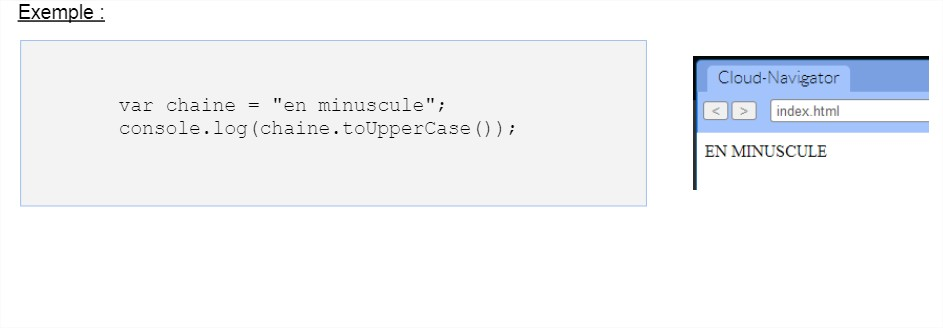 Exemple :
var chaine = "en minuscule";
console.log(chaine.toUpperCase());
Cloud-Navigator
< >
index.html
EN MINUSCULE